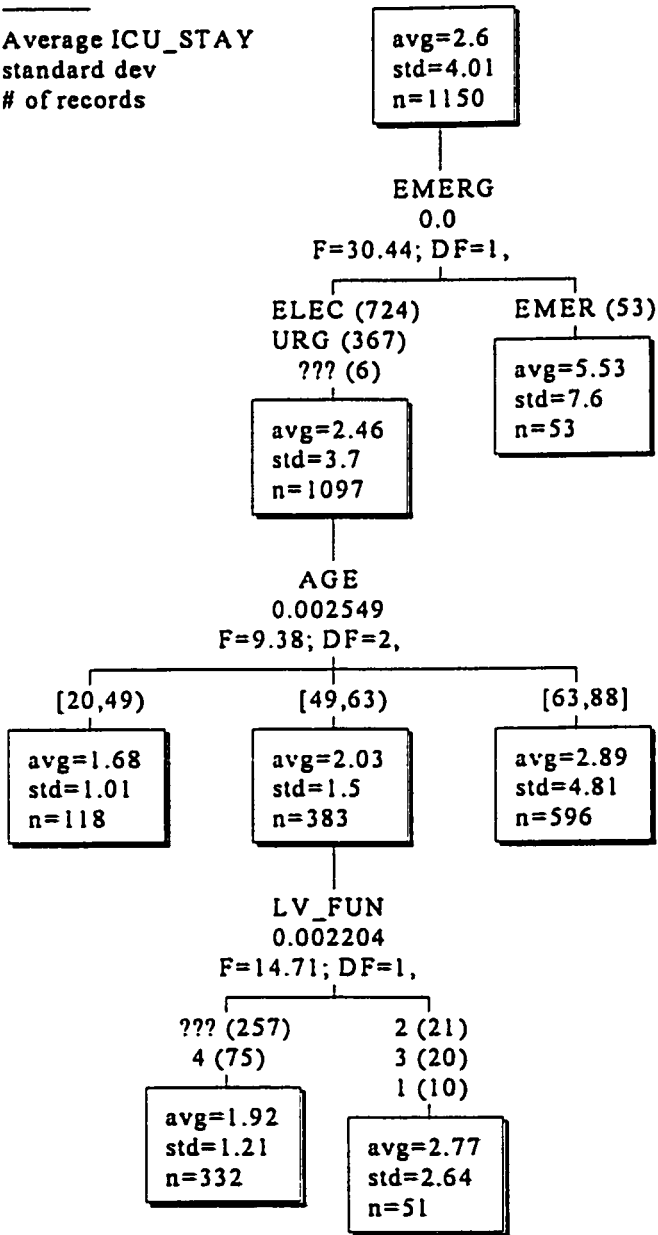 Average ICU_STAY
standard dev
# of records
avg=2.6
std=4.01
n=1150
EMERG
0.0
F=30.44; DF=1,
ELEC (724)
URG (367)
??? (6)
EMER (53)
avg=5.53
std=7.6
n=53
avg=2.46
std=3.7
n=1097
AGE
0.002549
F=9.38; DF=2,
[20,49)
[49,63)
[63,88]
avg=1.68
std=1.01
n=118
avg=2.03
std=1.5
n=383
avg=2.89
std=4.81
n=596
LV_FUN
0.002204
F=14.71; DF=1,
??? (257)
4 (75)
2 (21)
3 (20)
1 (10)
avg=1.92
std=1.21
n=332
avg=2.77
std=2.64
n=51